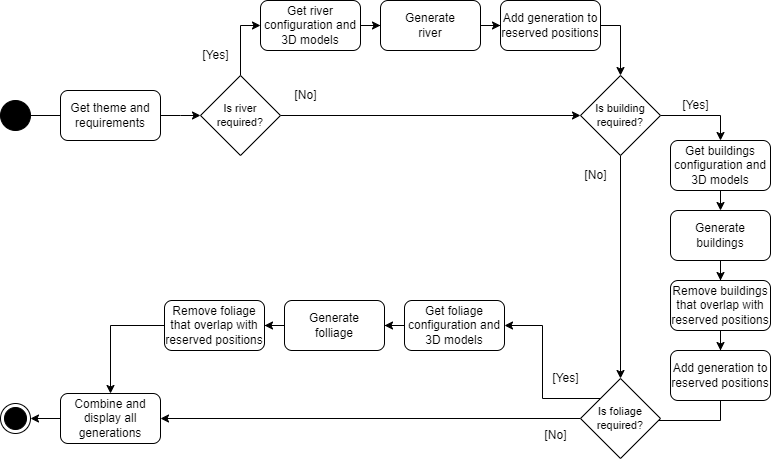 Get river
configuration and
3D models
Generate
river
Add generation to
reserved positions
[Yes]
Get theme and
requirements
Is river
required?
[No]
Is building
required?
[Yes]
Get buildings
configuration and
3D models
[No]
Generate
buildings
Remove buildings
that overlap with
reserved positions
Add generation to
reserved positions
Remove foliage
that overlap with
reserved positions
Generate
folliage
Get foliage
configuration and
3D models
[Yes]
Is foliage
required?
[No]
Combine and
display all
generations